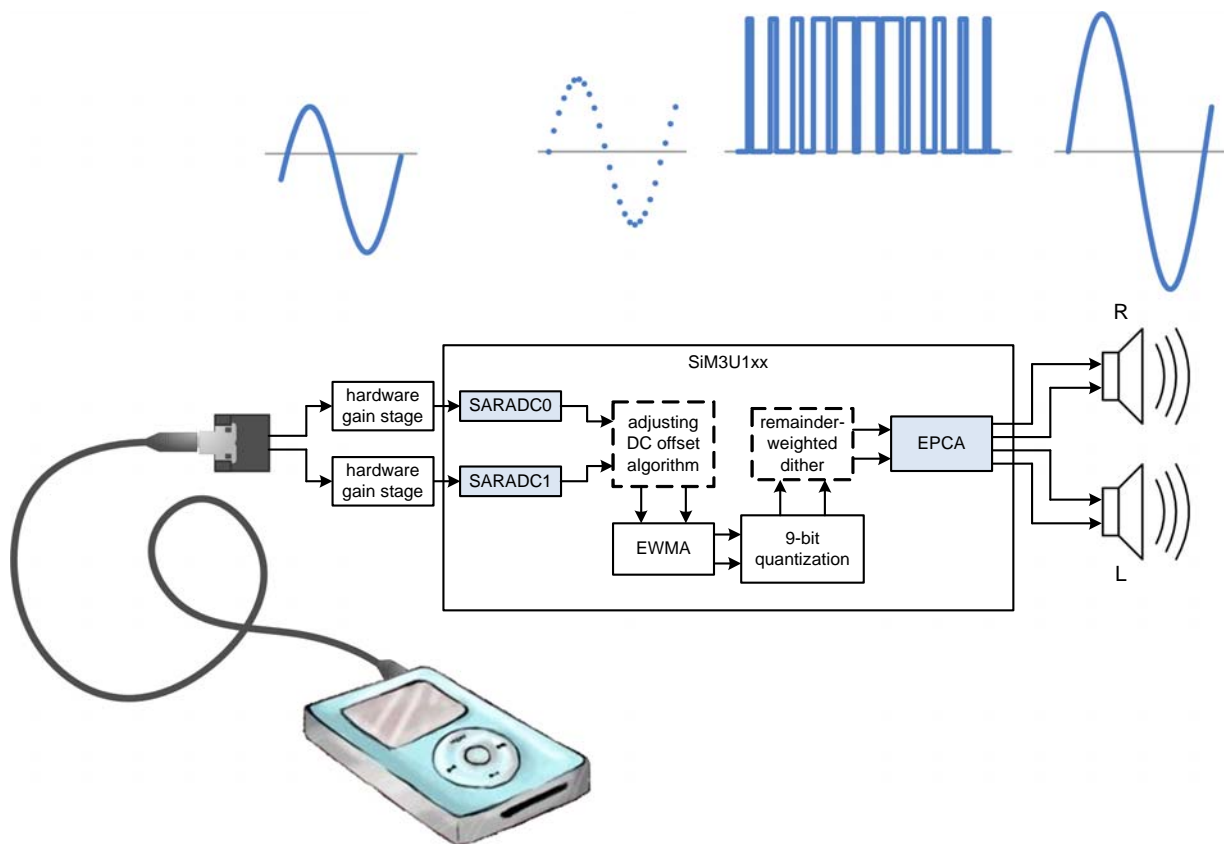 R
SiM3U1xx
hardware
gain stage
SARADC0
adjusting
DC offset
algorithm
remainder-
weighted
dither
EPCA
hardware
gain stage
SARADC1
EWMA
9-bit
quantization
L